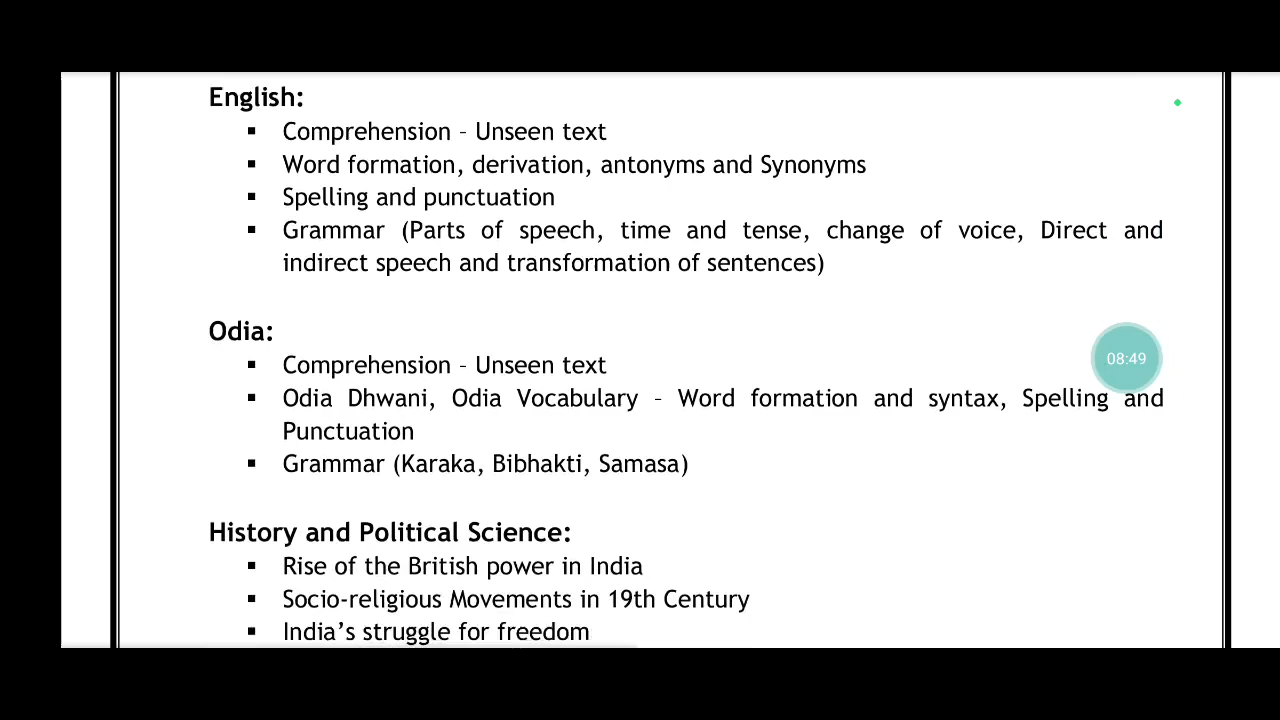 English:
▪ Comprehension – Unseen text
▪ Word formation, derivation, antonyms and Synonyms
▪ Spelling and punctuation
▪ Grammar (Parts of speech, time and tense, change of voice, Direct and
indirect speech and transformation of sentences)
Odia:
▪ Comprehension – Unseen text
08:49
▪ Odia Dhwani, Odia Vocabulary – Word formation and syntax, Spelling and
Punctuation
▪ Grammar (Karaka, Bibhakti, Samasa)
History and Political Science:
▪ Rise of the British power in India
▪ Socio-religious Movements in 19th Century
▪ India’s struggle for freedom